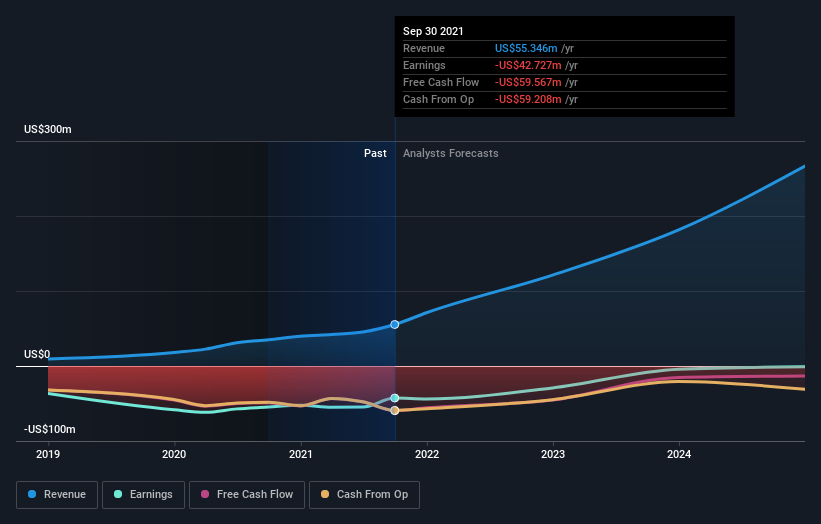 Sep 30 2021
Revenue US$55.346m /yr
Earnings -US$42.727m /yr
Free Cash Flow -US$59.567m /yr
Cash From Op -US$59.208m /yr
US$300m
Past Analysts Forecasts
US$0
-US$100m
2019 2020 2021 2022 2023 2024
Revenue Earnings Free Cash Flow Cash From Op